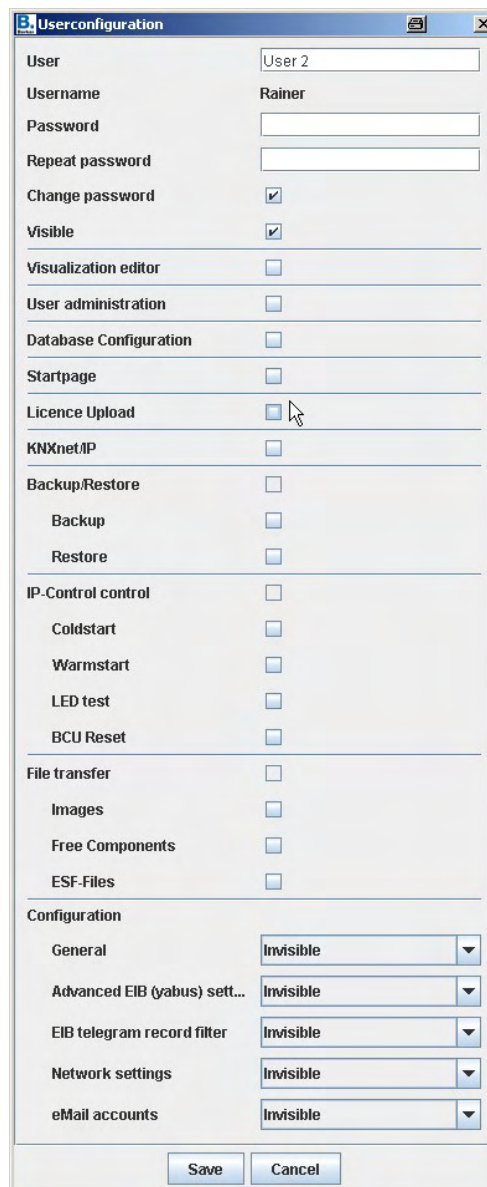 B.
Berker
Userconfiguration
User User 2
Username Rainer
Password
Repeat password
Change password
Visible
Visualization editor
User administration
Database Configuration
Startpage
Licence Upload
KNXnet/IP
Backup/Restore
Backup
Restore
IP-Control control
Coldstart
Warmstart
LED test
BCU Reset
File transfer
Images
Free Components
ESF-Files
Configuration
General Invisible
Advanced EIB (yabus) sett... Invisible
EIB telegram record filter Invisible
Network settings Invisible
eMail accounts Invisible
Save Cancel